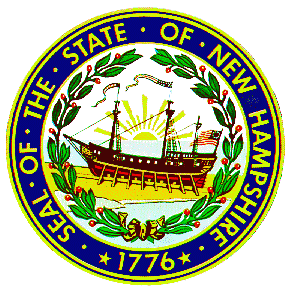 SEAL · OF · THE · STATE · OF · NEW HAMPSHIRE ·
1776